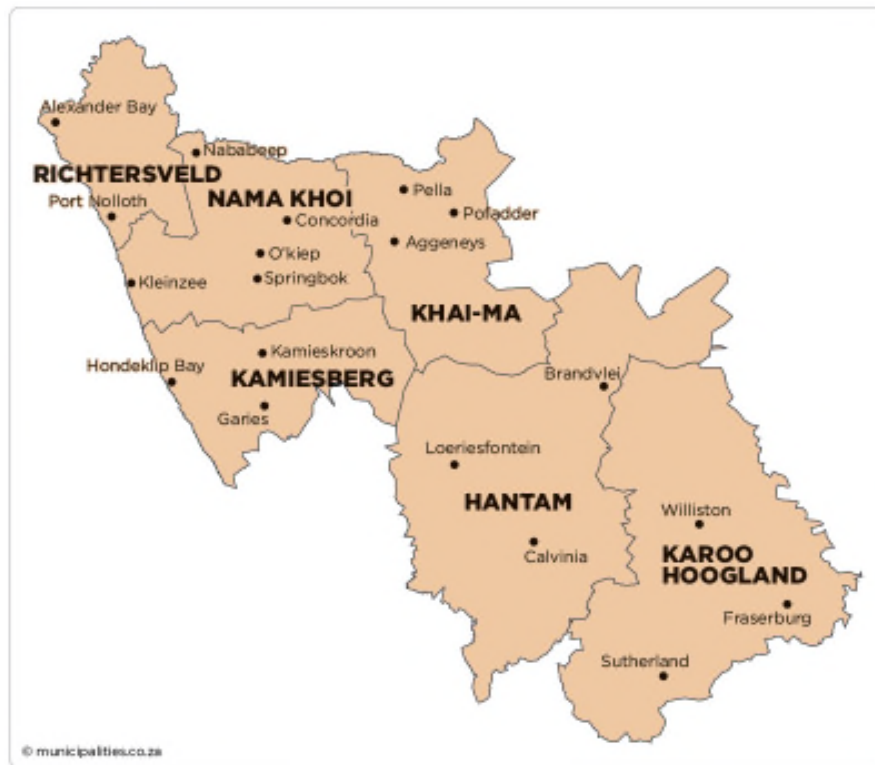 Alexander Bay
Nababeep
RICHTERSVELD
Pella
NAMA KHOI
Port Nolloth
Pofadder
Concordia
Aggeneys
O'kiep
Springbok
Kleinzee
KHAI-MA
Kamieskroon
Hondeklip Bay
KAMIESBERG
Brandvlei
Garies
Loeriesfontein
HANTAM
Williston
Calvinia
KAROO
HOOGLAND
Fraserburg
Sutherland
© municipalities.co.za